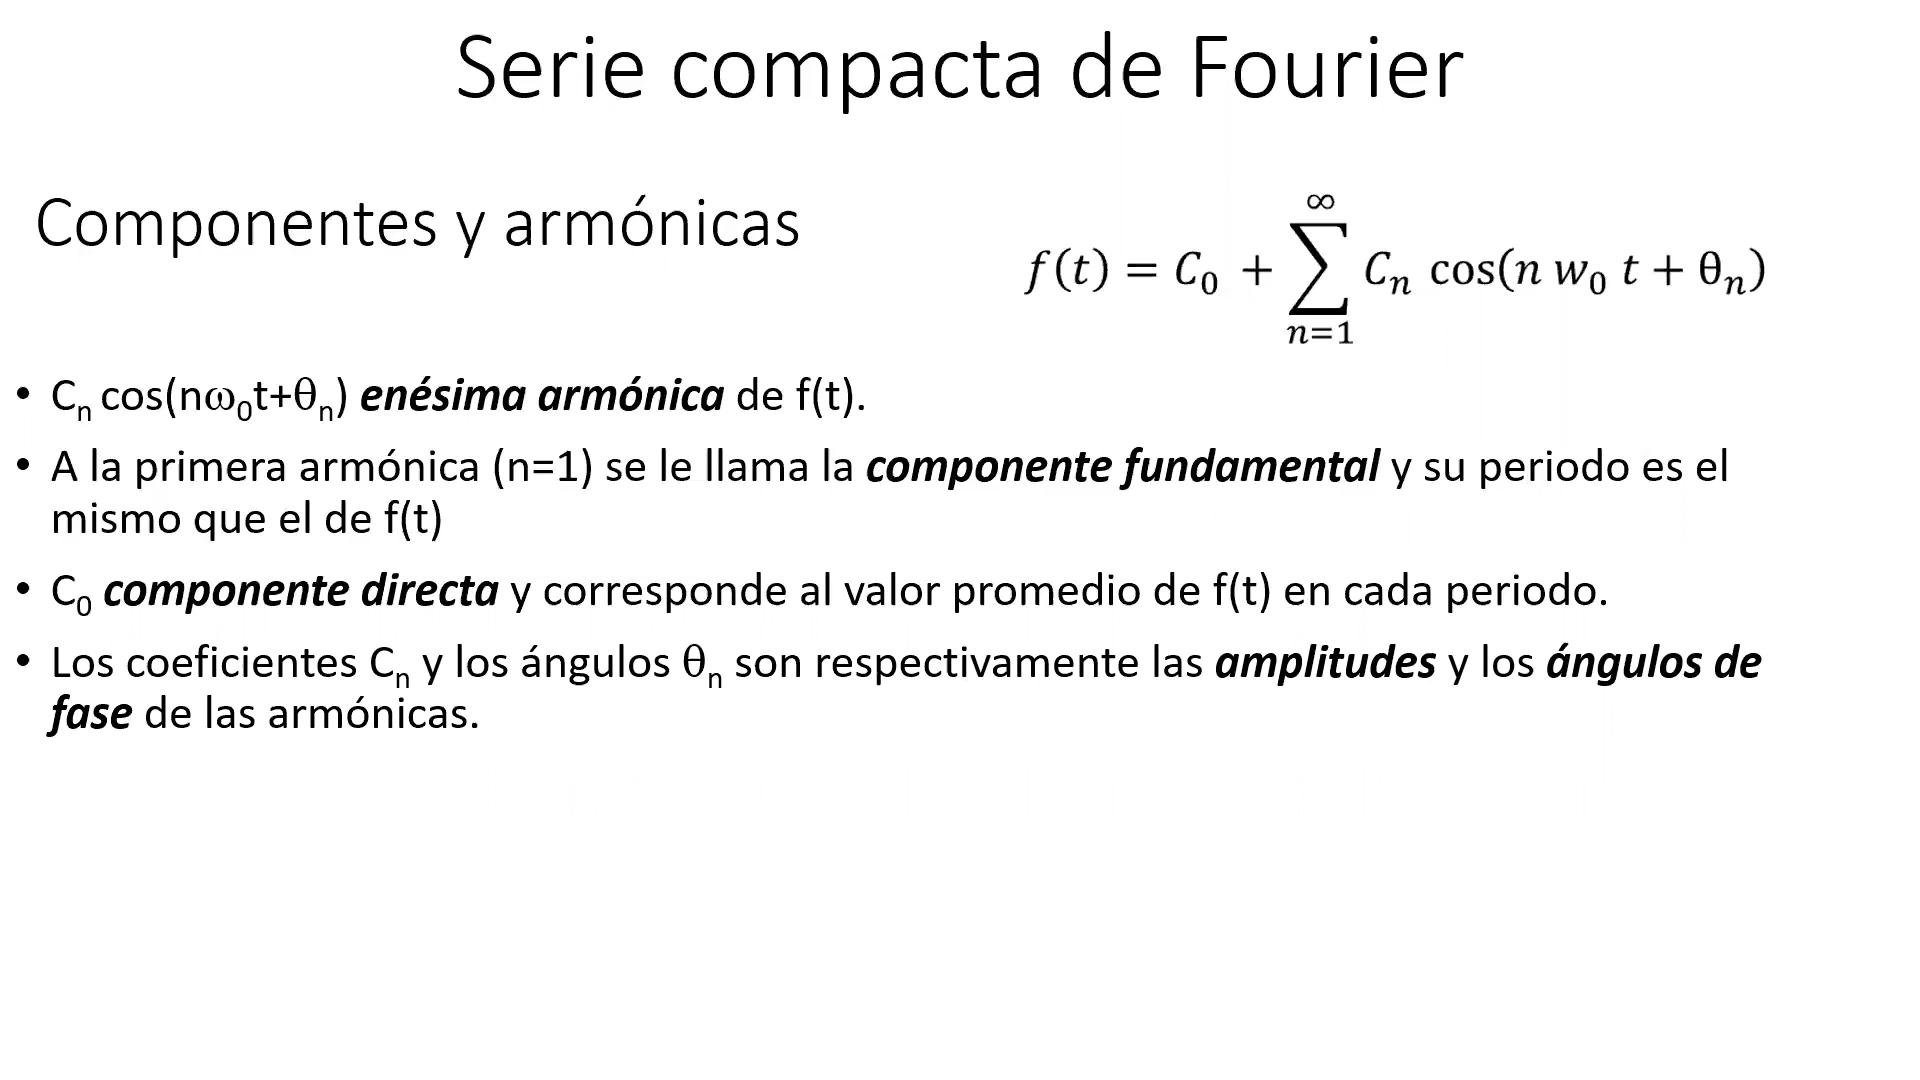 Serie compacta de Fourier
Componentes y armónicas
f(t) = C₀ + ∑_{n=1}^{∞} Cₙ cos(n w₀ t + θₙ)
• Cₙ cos(nω₀t+θₙ) enésima armónica de f(t).
• A la primera armónica (n=1) se le llama la componente fundamental y su periodo es el
mismo que el de f(t)
• C₀ componente directa y corresponde al valor promedio de f(t) en cada periodo.
• Los coeficientes Cₙ y los ángulos θₙ son respectivamente las amplitudes y los ángulos de
fase de las armónicas.